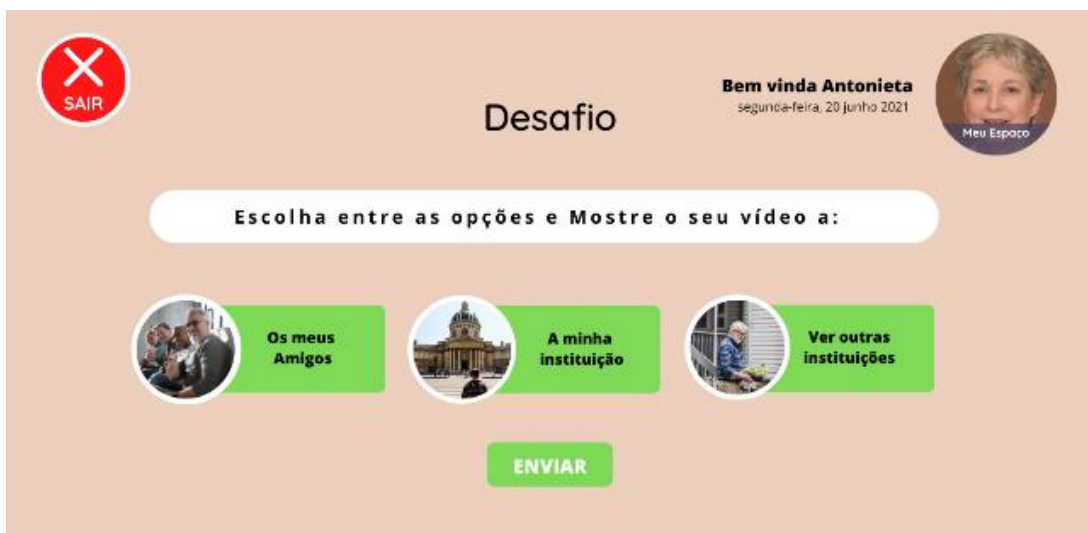 SAIR
Desafio
Bem vinda Antonieta
segunda-feira, 20 junho 2021
Meu Espaço
Escolha entre as opções e Mostre o seu vídeo a:
Os meus
Amigos
A minha
instituição
Ver outras
instituições
ENVIAR